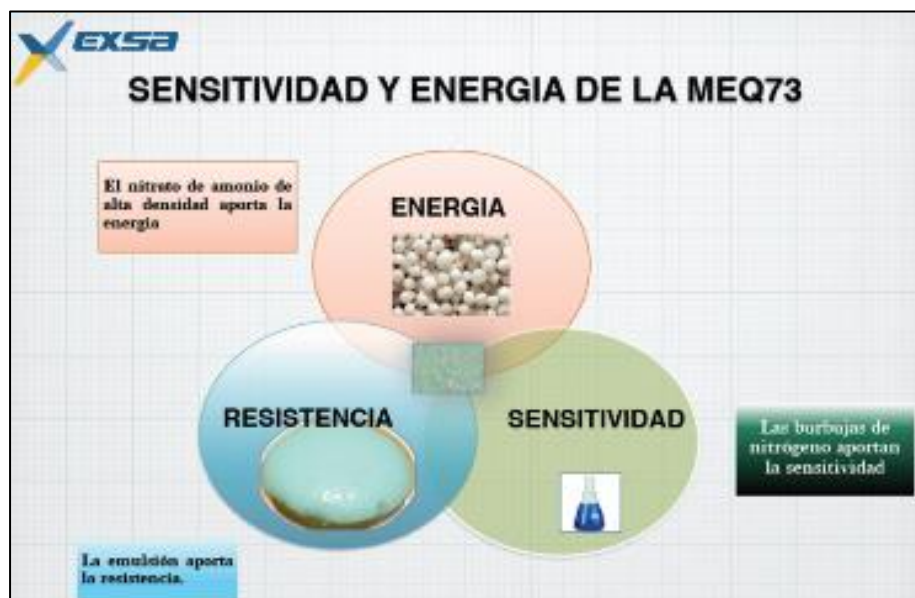 EXSA
SENSITIVIDAD Y ENERGIA DE LA MEQ73
El nitrato de amonio de
alta densidad aporta la
energia
ENERGIA
RESISTENCIA
SENSITIVIDAD
Las burbujas de
nitrógeno aportan
la sensitividad
La emulsión aporta
la resistencia.